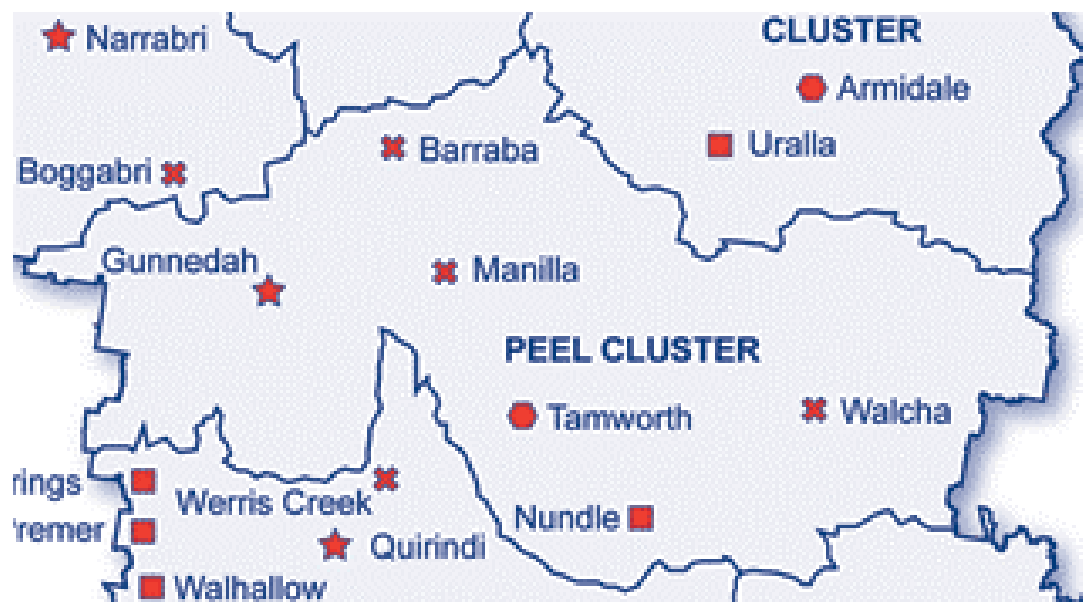 CLUSTER
Narrabri
Armidale
Uralla
Barraba
Boggabri
Gunnedah
Manilla
PEEL CLUSTER
Tamworth
Walcha
rings
Werris Creek
Nundle
remer
Quirindi
Walhallow